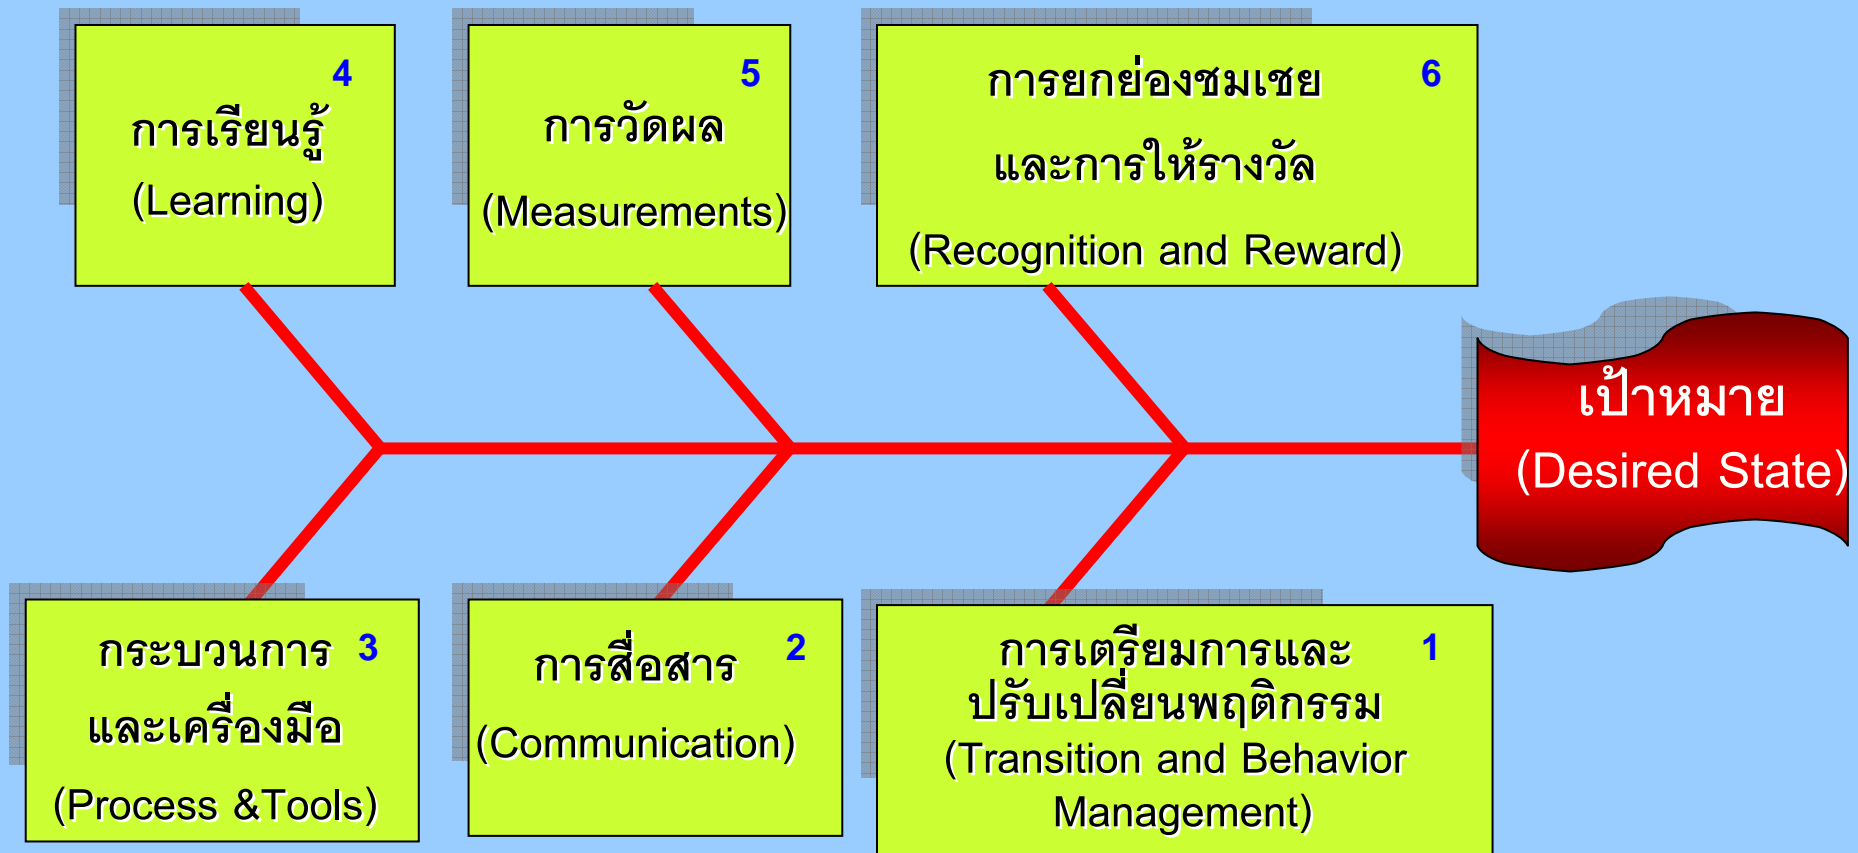 4
การเรียนรู้
(Learning)
5
การวัดผล
(Measurements)
6
การยกย่องชมเชย
และการให้รางวัล
(Recognition and Reward)
เป้าหมาย
(Desired State)
3
กระบวนการ
และเครื่องมือ
(Process &Tools)
2
การสื่อสาร
(Communication)
1
การเตรียมการและ
ปรับเปลี่ยนพฤติกรรม
(Transition and Behavior
Management)